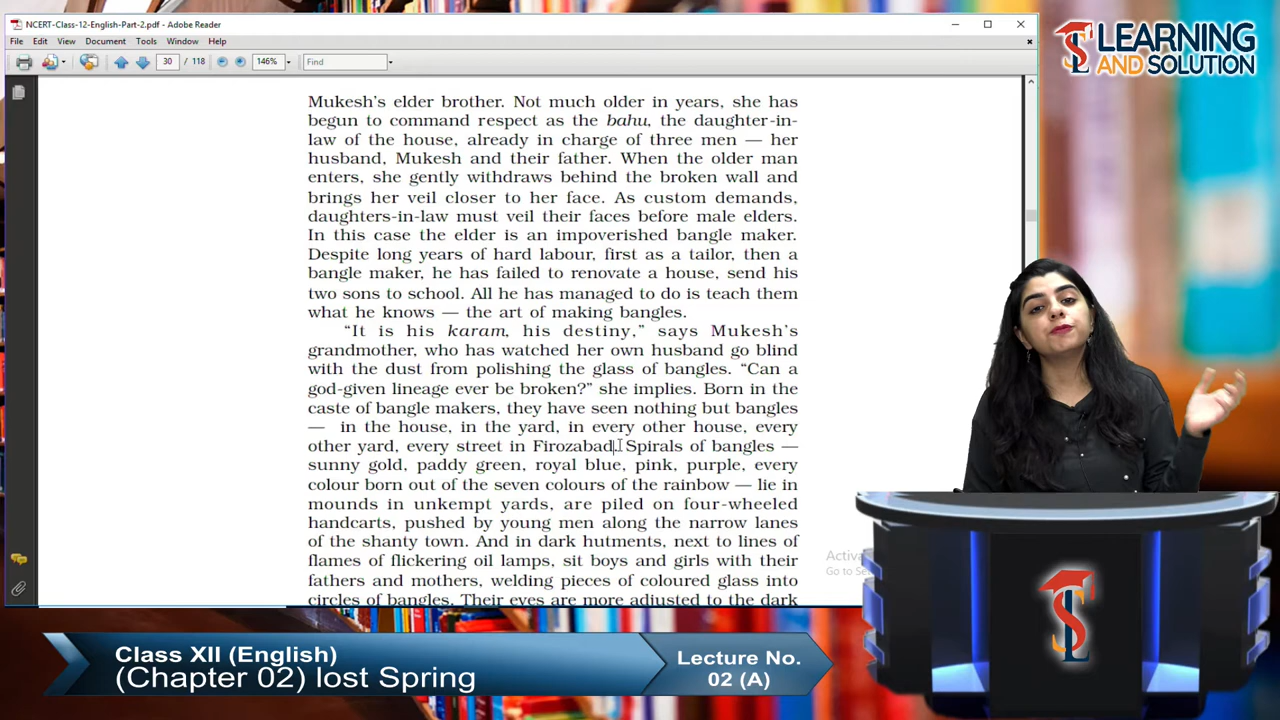 NCERT-Class-12-English-Part-2.pdf - Adobe Reader
File Edit View Document Tools Window Help
30 / 118 146% Find
LEARNING
AND SOLUTION
Mukesh’s elder brother. Not much older in years, she has
begun to command respect as the bahu, the daughter-in-
law of the house, already in charge of three men — her
husband, Mukesh and their father. When the older man
enters, she gently withdraws behind the broken wall and
brings her veil closer to her face. As custom demands,
daughters-in-law must veil their faces before male elders.
In this case the elder is an impoverished bangle maker.
Despite long years of hard labour, first as a tailor, then a
bangle maker, he has failed to renovate a house, send his
two sons to school. All he has managed to do is teach them
what he knows — the art of making bangles.
“It is his karam, his destiny,” says Mukesh’s
grandmother, who has watched her own husband go blind
with the dust from polishing the glass of bangles. “Can a
god-given lineage ever be broken?” she implies. Born in the
caste of bangle makers, they have seen nothing but bangles
— in the house, in the yard, in every other house, every
other yard, every street in Firozabad. Spirals of bangles —
sunny gold, paddy green, royal blue, pink, purple, every
colour born out of the seven colours of the rainbow — lie in
mounds in unkempt yards, are piled on four-wheeled
handcarts, pushed by young men along the narrow lanes
of the shanty town. And in dark hutments, next to lines of
flames of flickering oil lamps, sit boys and girls with their
fathers and mothers, welding pieces of coloured glass into
circles of bangles. Their eyes are more adjusted to the dark
Class XII (English)
(Chapter 02) lost Spring
Lecture No.
02 (A)